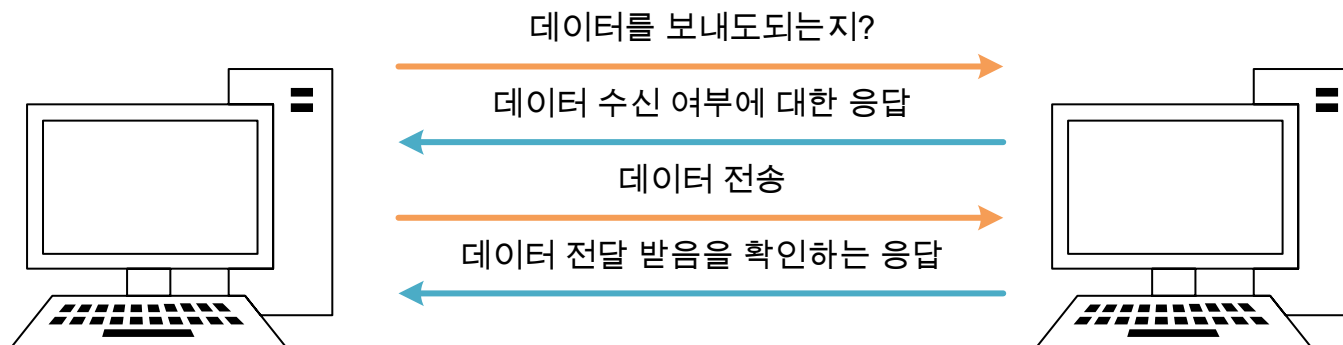 데이터를 보내도되는지?
데이터 수신 여부에 대한 응답
데이터 전송
데이터 전달 받음을 확인하는 응답